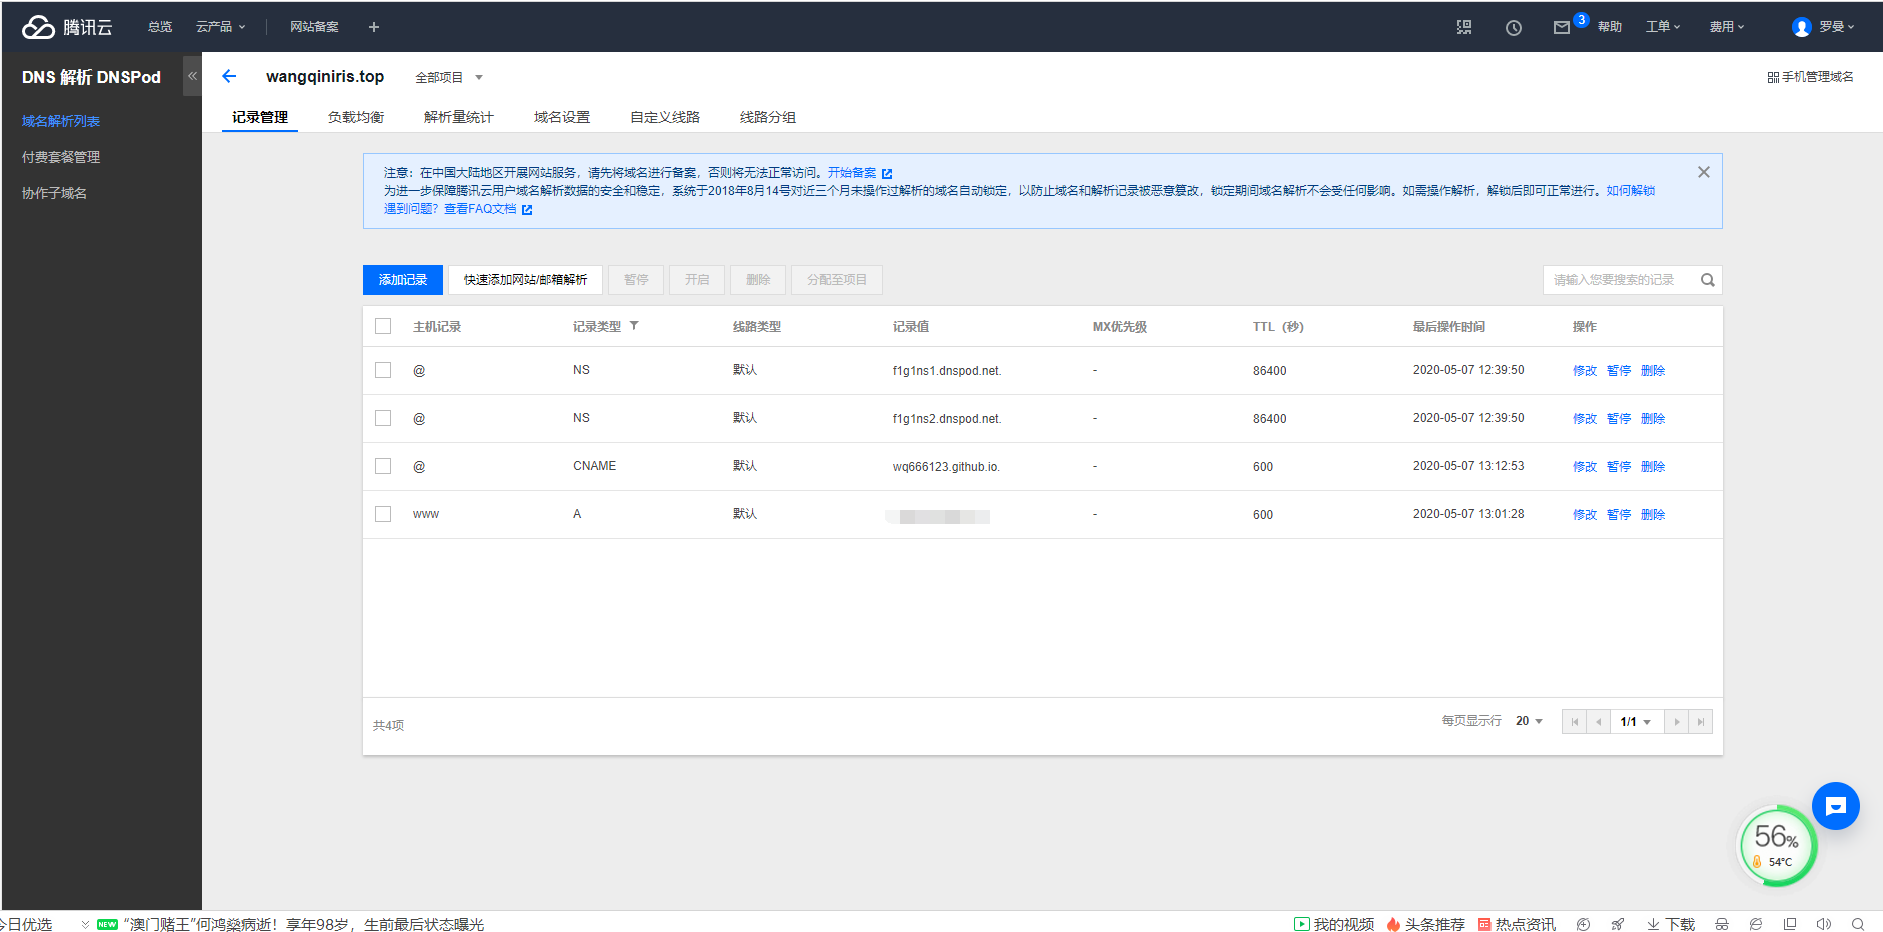 腾讯云 总览 云产品 网站备案 + 3 帮助 工单 费用 罗曼
DNS 解析 DNSPod «
域名解析列表
付费套餐管理
协作子域名
wangqiniris.top 全部项目 手机管理域名
记录管理 负载均衡 解析量统计 域名设置 自定义线路 线路分组
注意：在中国大陆地区开展网站服务，请先将域名进行备案，否则将无法正常访问。开始备案
为进一步保障腾讯云用户域名解析数据的安全和稳定，系统于2018年8月14号对近三个月未操作过解析的域名自动锁定，以防止域名和解析记录被恶意篡改，锁定期间域名解析不会受任何影响。如需操作解析，解锁后即可正常进行。如何解锁
遇到问题？查看FAQ文档
添加记录 快速添加网站/邮箱解析 暂停 开启 删除 分配至项目 请输入您要搜索的记录
主机记录 记录类型 线路类型 记录值 MX优先级 TTL（秒） 最后操作时间 操作
@ NS 默认 f1g1ns1.dnspod.net. - 86400 2020-05-07 12:39:50 修改 暂停 删除
@ NS 默认 f1g1ns2.dnspod.net. - 86400 2020-05-07 12:39:50 修改 暂停 删除
@ CNAME 默认 wq666123.github.io. - 600 2020-05-07 13:12:53 修改 暂停 删除
www A 默认 - 600 2020-05-07 13:01:28 修改 暂停 删除
共4项 每页显示行 20 1/1
56%
54℃
今日优选 NEW “澳门赌王”何鸿燊病逝！享年98岁，生前最后状态曝光 我的视频 头条推荐 热点资讯 下载